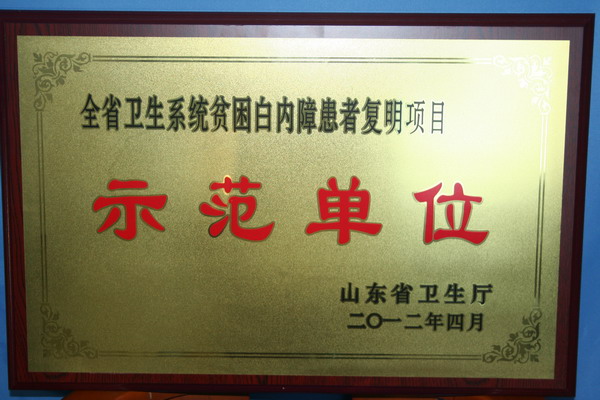 全省卫生系统贫困白内障患者复明项目
示范单位
山东省卫生厅
二〇一二年四月